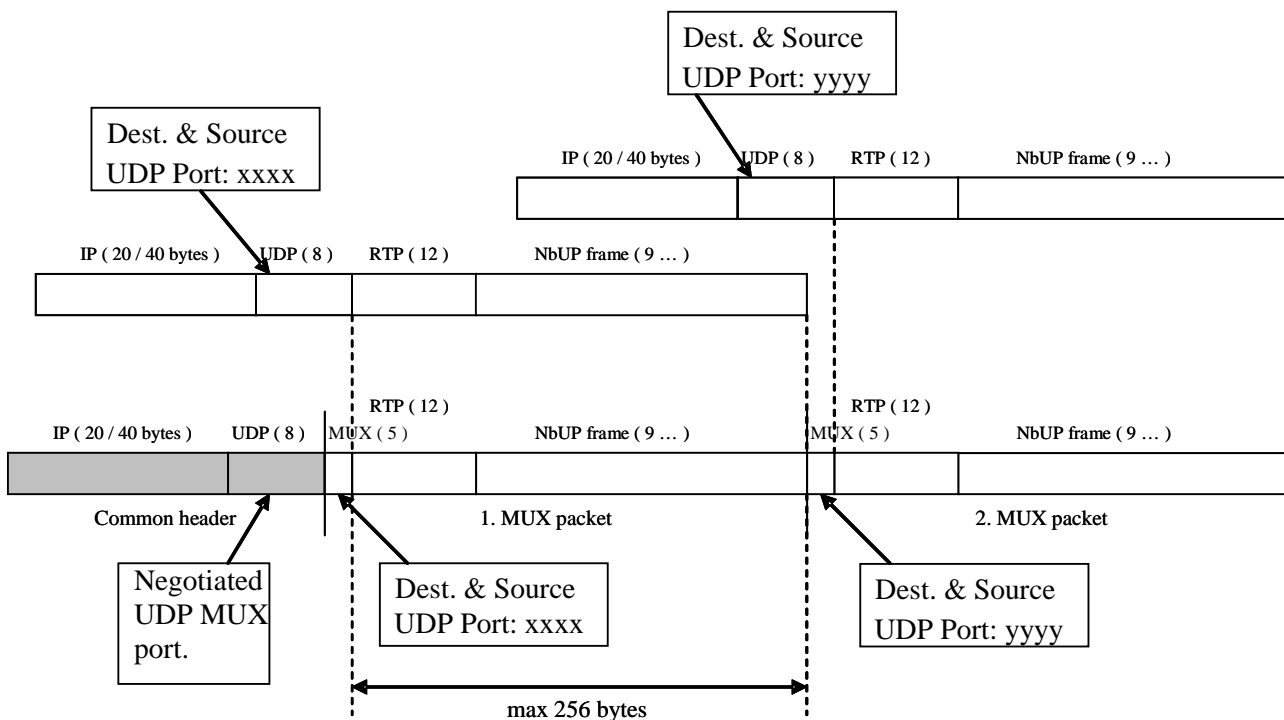 Dest. & Source
UDP Port: yyyy
Dest. & Source
UDP Port: xxxx
IP ( 20 / 40 bytes )
UDP ( 8 )
RTP ( 12 )
NbUP frame ( 9 ... )
IP ( 20 / 40 bytes )
UDP ( 8 )
RTP ( 12 )
NbUP frame ( 9 ... )
RTP ( 12 )
RTP ( 12 )
IP ( 20 / 40 bytes )
UDP ( 8 )
MUX ( 5 )
NbUP frame ( 9 ... )
MUX ( 5 )
NbUP frame ( 9 ... )
Common header
1. MUX packet
2. MUX packet
Negotiated
UDP MUX
port.
Dest. & Source
UDP Port: xxxx
Dest. & Source
UDP Port: yyyy
max 256 bytes